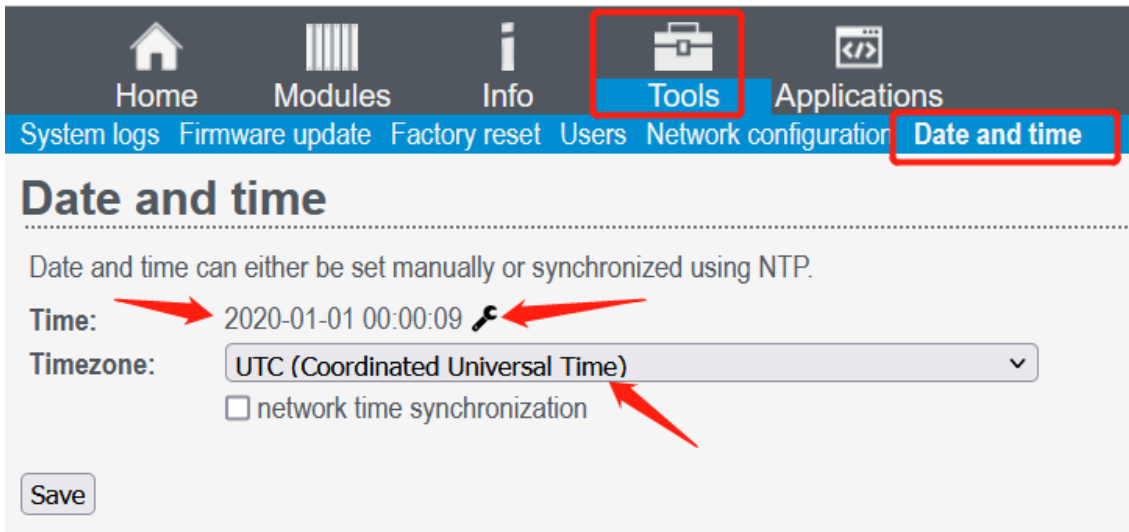 Home Modules Info Tools Applications
System logs Firmware update Factory reset Users Network configuration Date and time
Date and time
Date and time can either be set manually or synchronized using NTP.
Time: 2020-01-01 00:00:09
Timezone: UTC (Coordinated Universal Time)
network time synchronization
Save